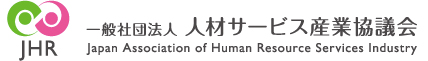 JHR
一般社団法人 人材サービス産業協議会
Japan Association of Human Resource Services Industry